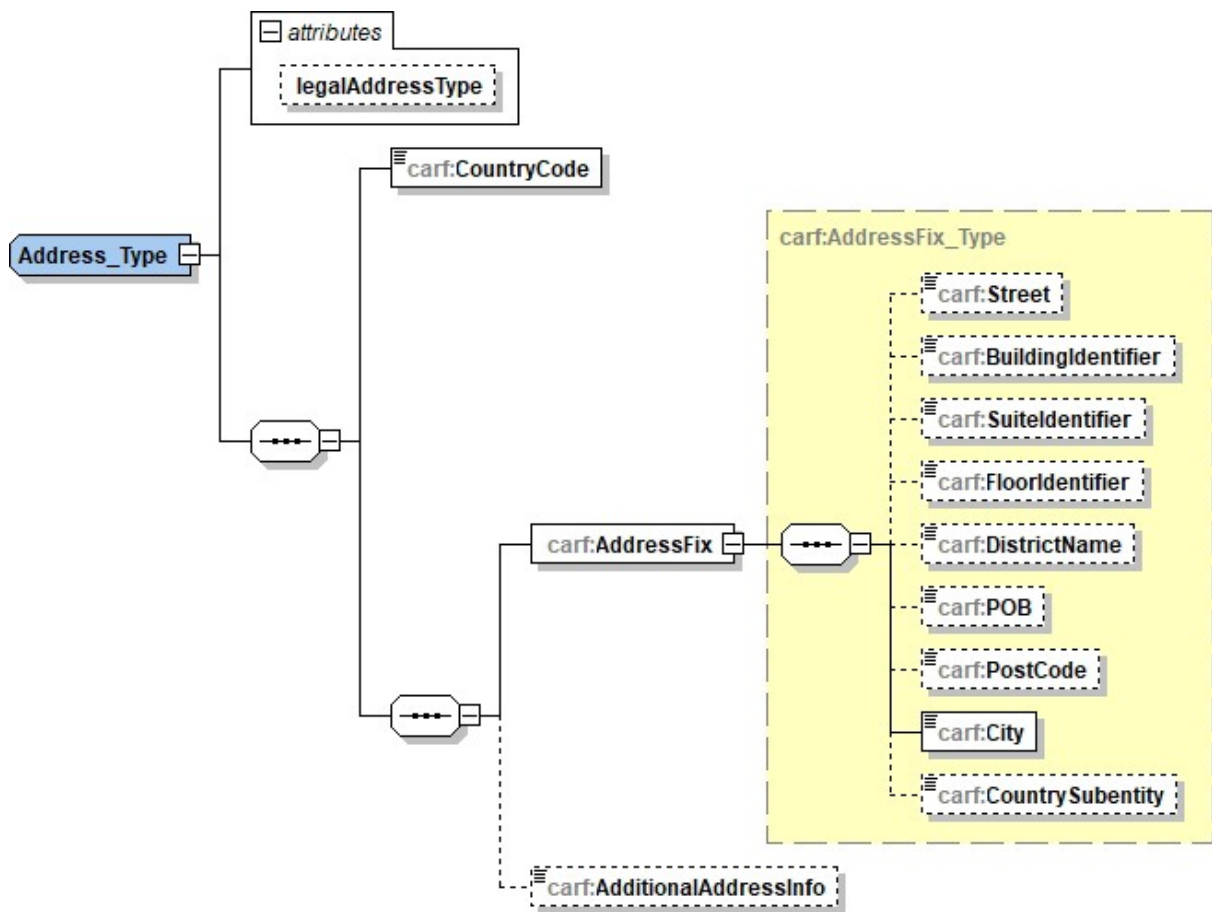 attributes
legalAddressType
carf:CountryCode
Address_Type
carf:AddressFix_Type
carf:Street
carf:BuildingIdentifier
carf:SuiteIdentifier
carf:FloorIdentifier
carf:AddressFix
carf:DistrictName
carf:POB
carf:PostCode
carf:City
carf:CountrySubentity
carf:AdditionalAddressInfo